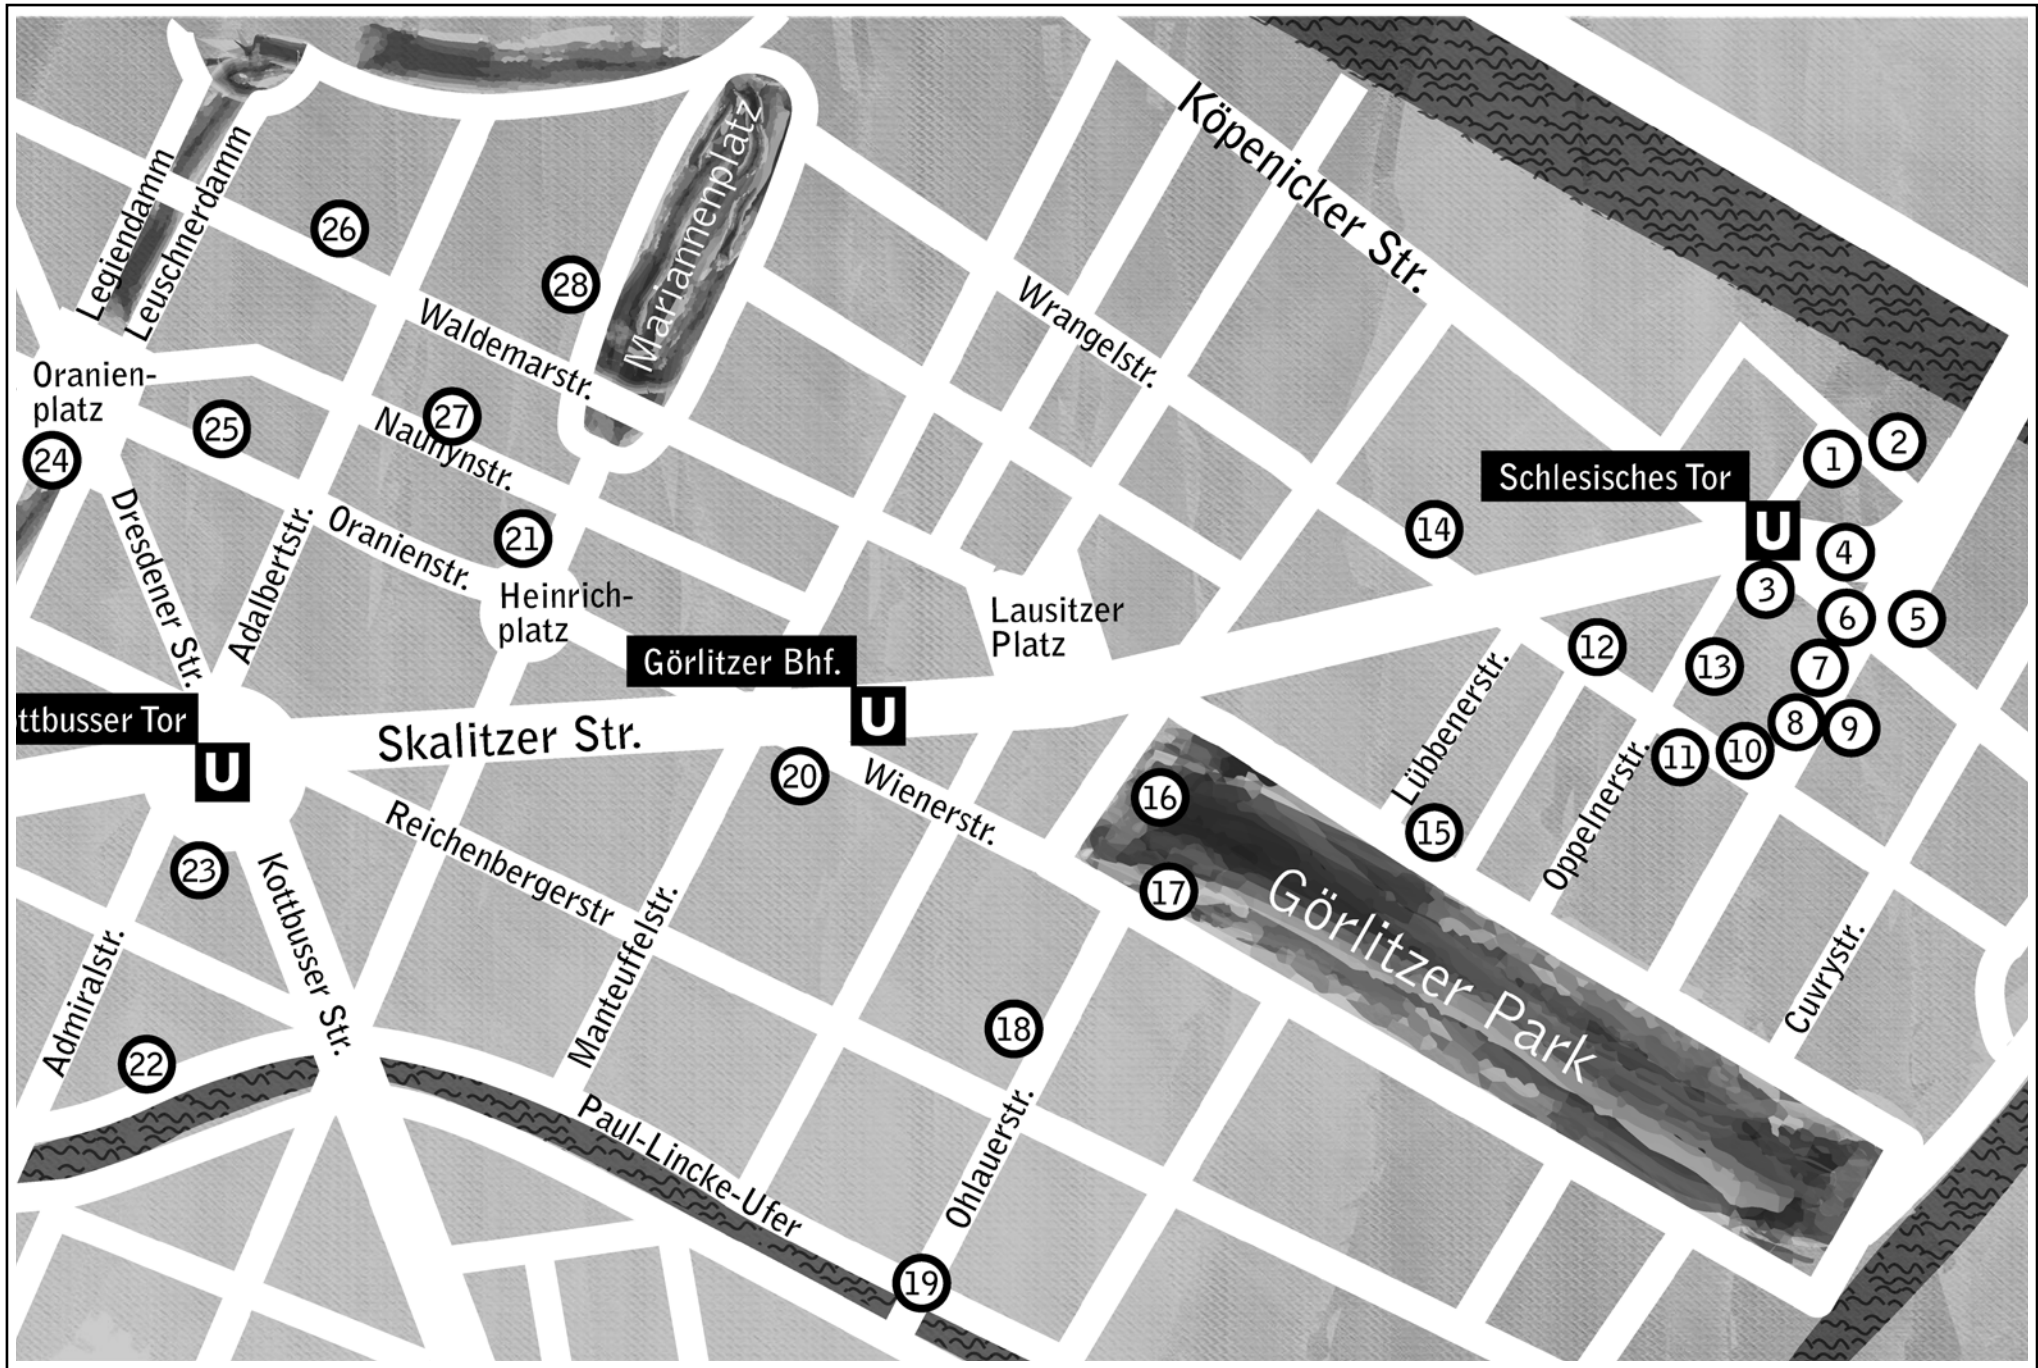 Köpenicker Str.
Mariannenplatz
Legiendamm
Leuschnerdamm
26
28
Wrangelstr.
Waldemarstr.
Oranien-
platz
27
Naunynstr.
25
24
1
2
Schlesisches Tor
U
Dresdener Str.
Adalbertstr.
Oranienstr.
21
14
4
3
Heinrich-
platz
Lausitzer
Platz
6
5
Görlitzer Bhf.
U
12
13
7
Lübbenerstr.
ttbusser Tor
U
Skalitzer Str.
8
9
10
11
20
Wienerstr.
16
15
Oppelnerstr.
Reichenbergerstr
23
17
Kottbusser Str.
Manteuffelstr.
Görlitzer Park
Admiralstr.
Cuvrystr.
18
22
Paul-Lincke-Ufer
Ohlauerstr.
19